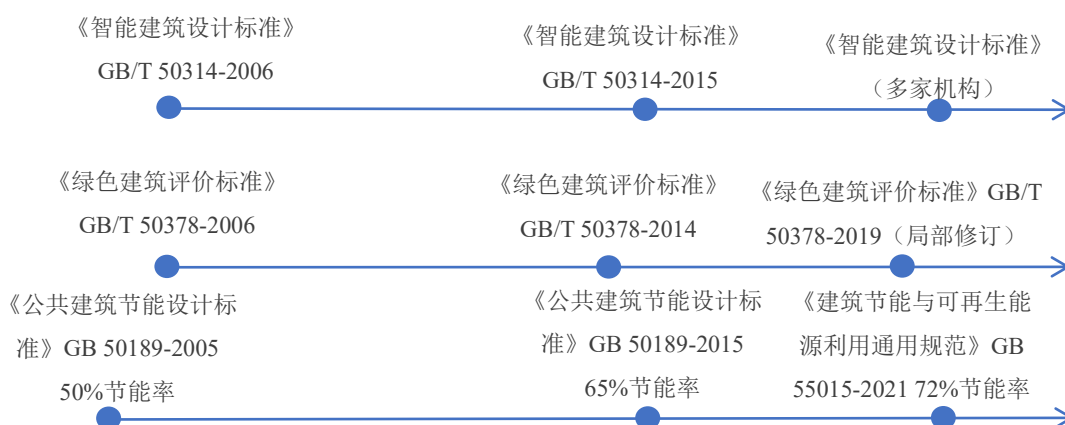 《智能建筑设计标准》
GB/T 50314-2006
《智能建筑设计标准》
GB/T 50314-2015
《智能建筑设计标准》
（多家机构）
《绿色建筑评价标准》
GB/T 50378-2006
《绿色建筑评价标准》
GB/T 50378-2014
《绿色建筑评价标准》GB/T
50378-2019（局部修订）
《公共建筑节能设计标
准》GB 50189-2005
50%节能率
《公共建筑节能设计标
准》GB 50189-2015
65%节能率
《建筑节能与可再生能
源利用通用规范》GB
55015-2021 72%节能率